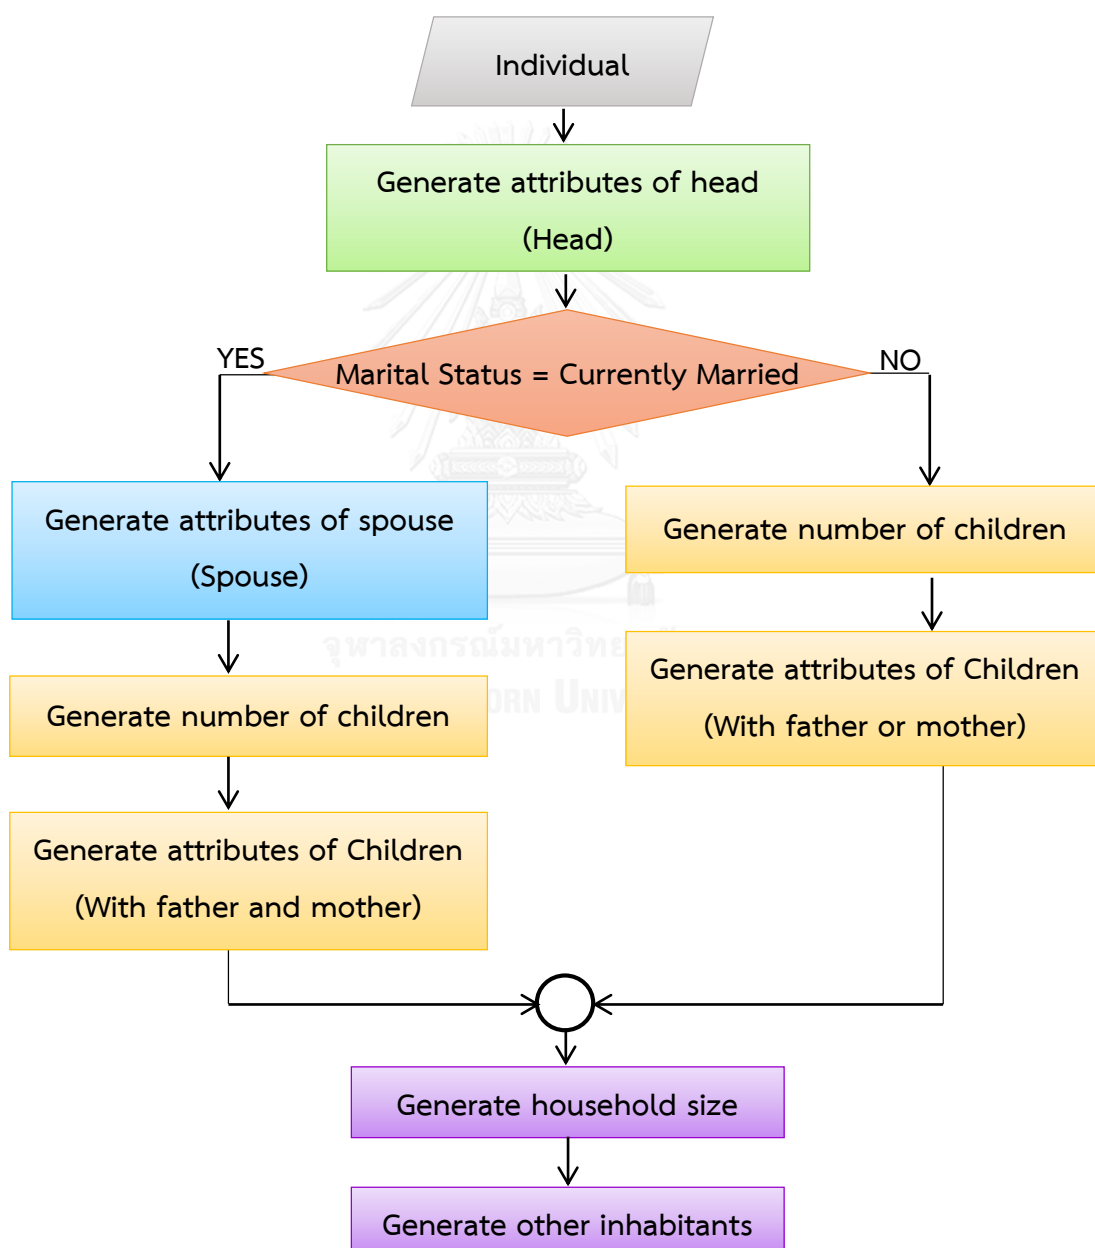 Individual
Generate attributes of head
(Head)
YES
NO
Marital Status = Currently Married
Generate attributes of spouse
(Spouse)
Generate number of children
Generate attributes of Children
(With father and mother)
Generate number of children
Generate attributes of Children
(With father or mother)
Generate household size
Generate other inhabitants